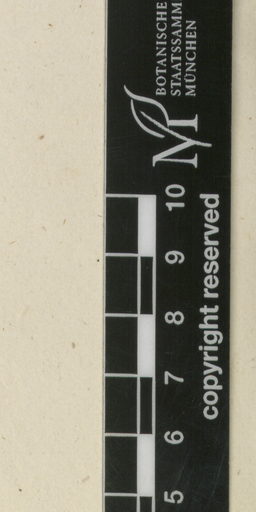 BOTANISCHE
STAATSSAMM
MÜNCHEN
M
10
9
8
7
6
5
copyright reserved